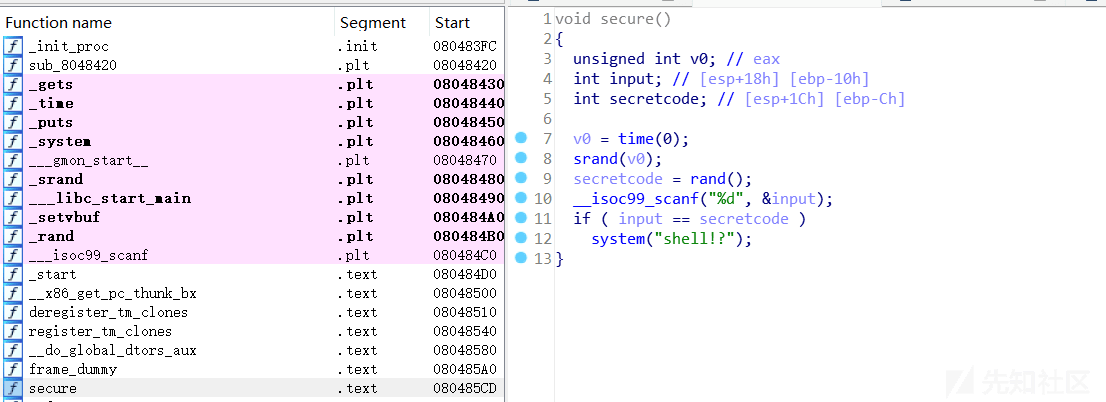 Function name Segment Start
f _init_proc .init 080483FC
f sub_8048420 .plt 08048420
f _gets .plt 08048430
f _time .plt 08048440
f _puts .plt 08048450
f _system .plt 08048460
f ___gmon_start__ .plt 08048470
f _srand .plt 08048480
f ___libc_start_main .plt 08048490
f _setvbuf .plt 080484A0
f _rand .plt 080484B0
f ___isoc99_scanf .plt 080484C0
f _start .text 080484D0
f __x86_get_pc_thunk_bx .text 08048500
f deregister_tm_clones .text 08048510
f register_tm_clones .text 08048540
f __do_global_dtors_aux .text 08048580
f frame_dummy .text 080485A0
f secure .text 080485CD
1 void secure()
2 {
3 unsigned int v0; // eax
4 int input; // [esp+18h] [ebp-10h]
5 int secretcode; // [esp+1Ch] [ebp-Ch]
6
7 v0 = time(0);
8 srand(v0);
9 secretcode = rand();
10 __isoc99_scanf("%d", &input);
11 if ( input == secretcode )
12 system("shell!?");
13 }
先知社区